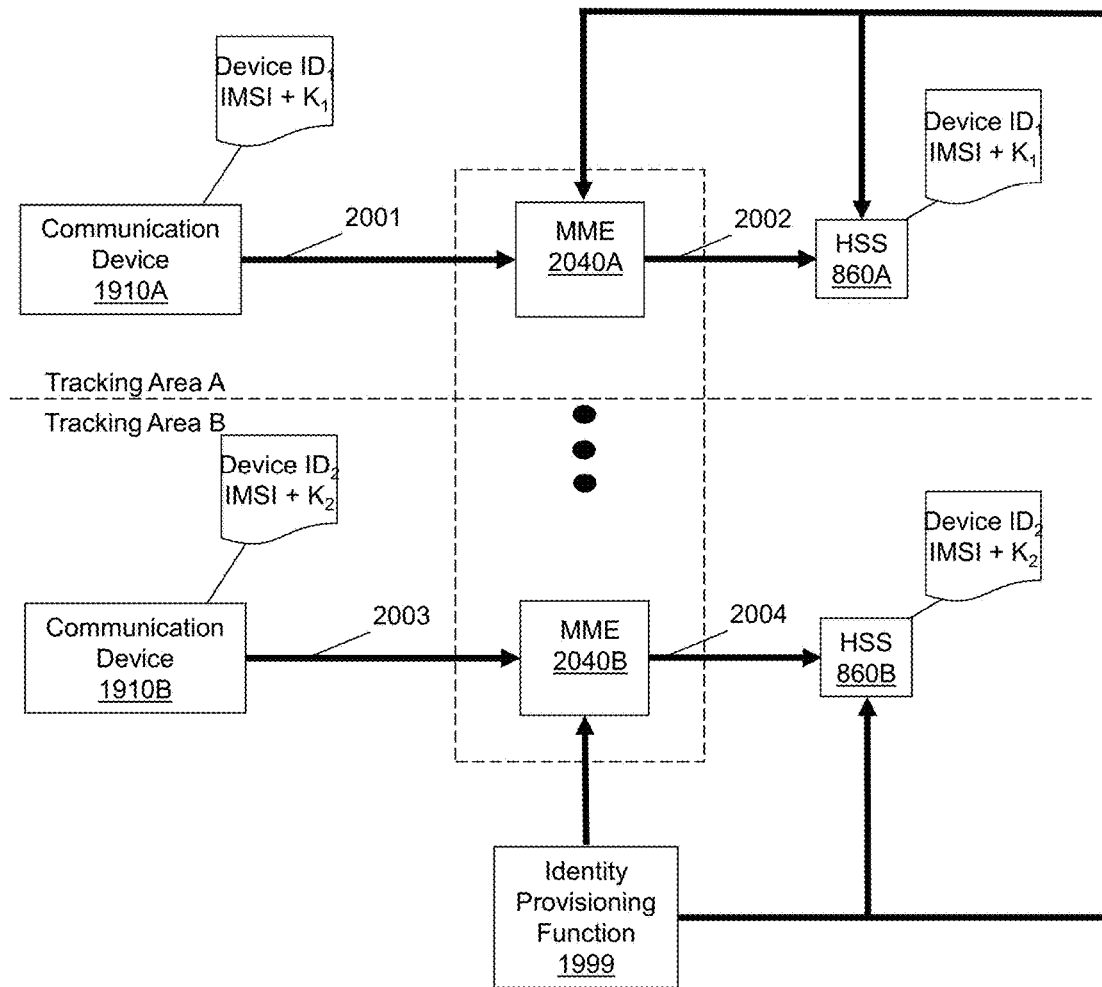 Device ID₁
IMSI + K₁
Device ID₁
IMSI + K₁
Communication
Device
1910A
2001
MME
2040A
2002
HSS
860A
Tracking Area A
Tracking Area B
Device ID₂
IMSI + K₂
Device ID₂
IMSI + K₂
Communication
Device
1910B
2003
MME
2040B
2004
HSS
860B
Identity
Provisioning
Function
1999